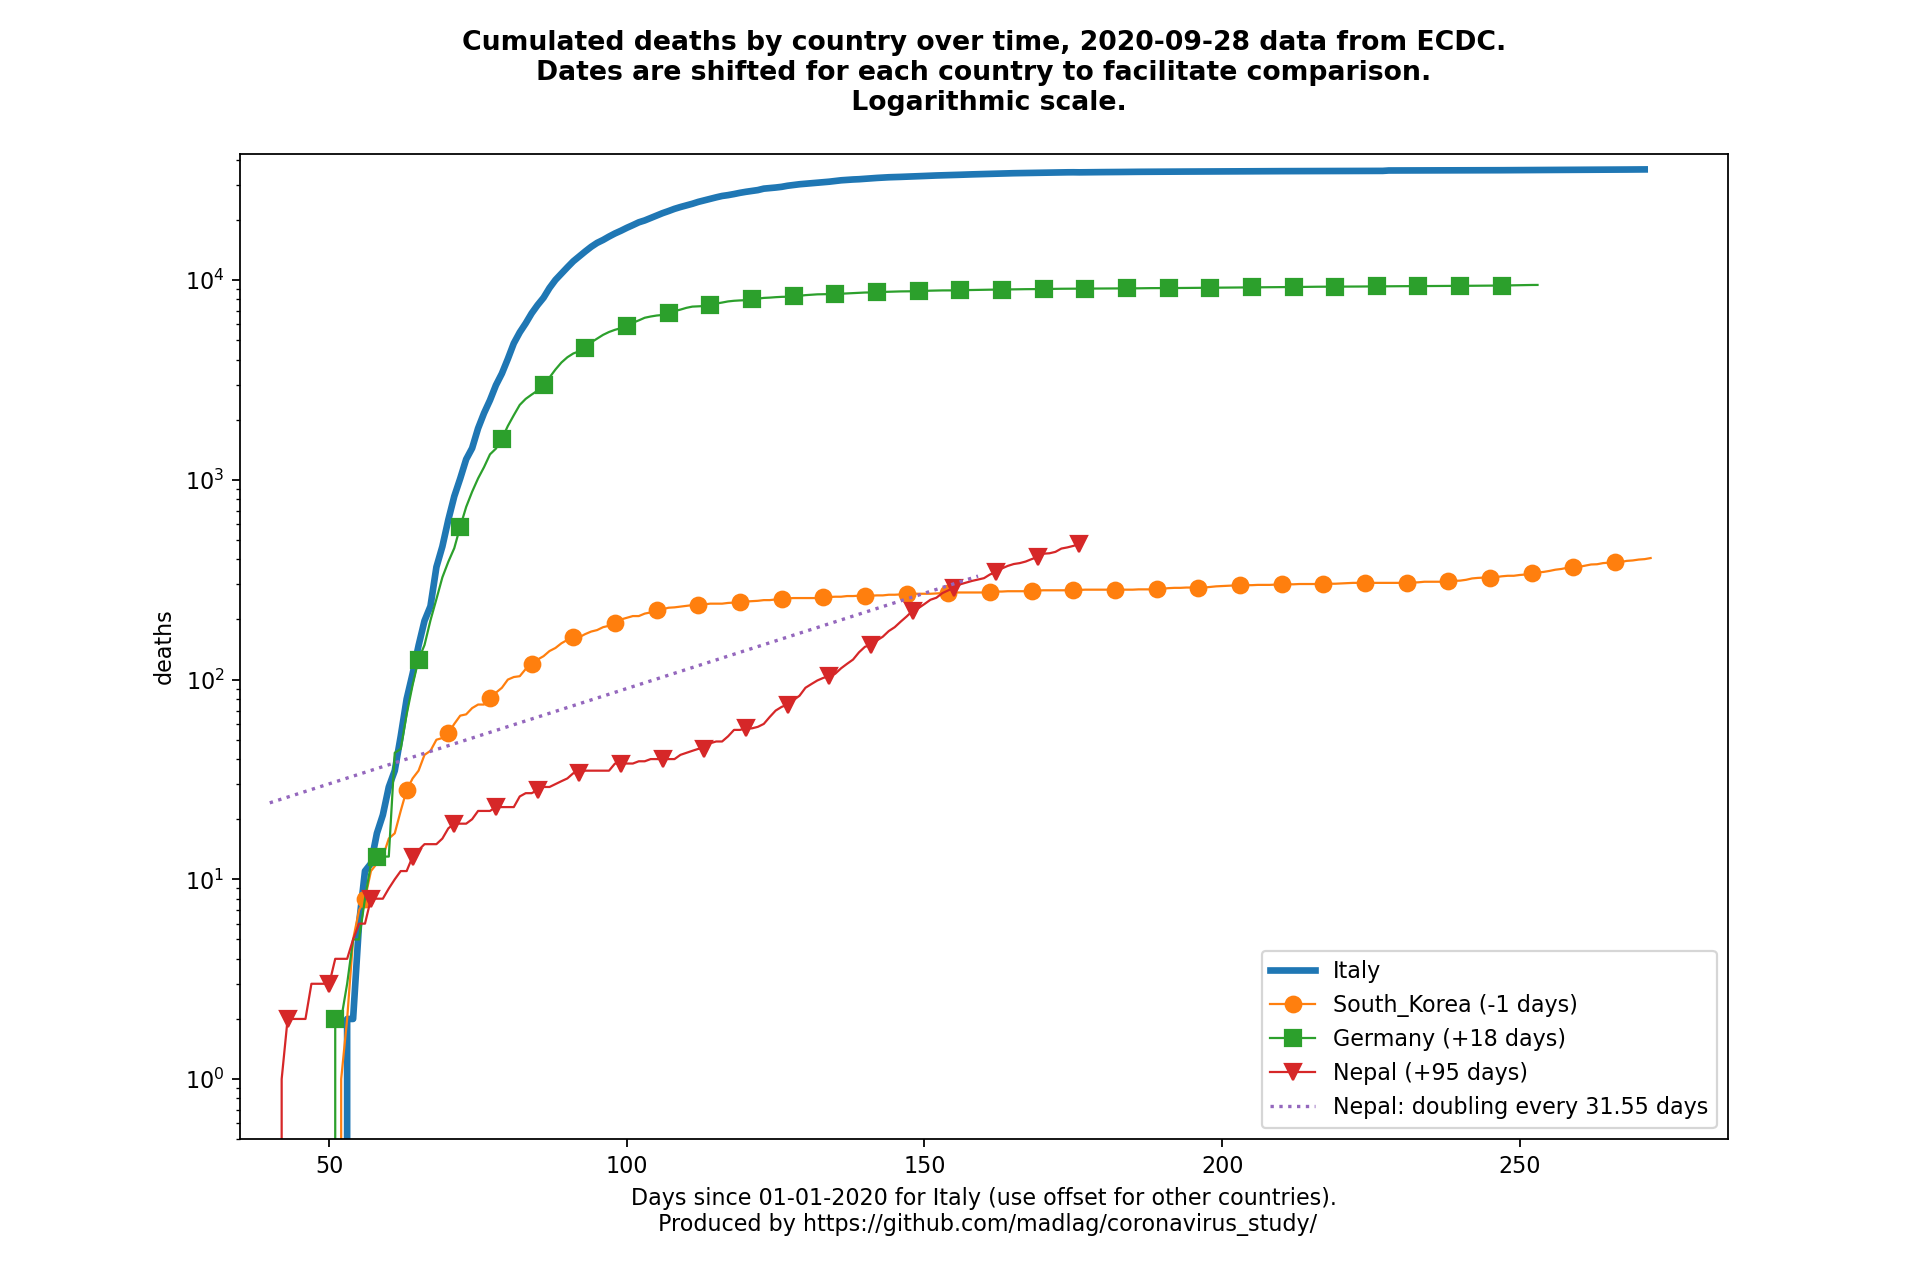 Cumulated deaths by country over time, 2020-09-28 data from ECDC.
Dates are shifted for each country to facilitate comparison.
Logarithmic scale.
deaths
10^4
10^3
10^2
10^1
10^0
50 100 150 200 250
Italy
South_Korea (-1 days)
Germany (+18 days)
Nepal (+95 days)
Nepal: doubling every 31.55 days
Days since 01-01-2020 for Italy (use offset for other countries).
Produced by https://github.com/madlag/coronavirus_study/